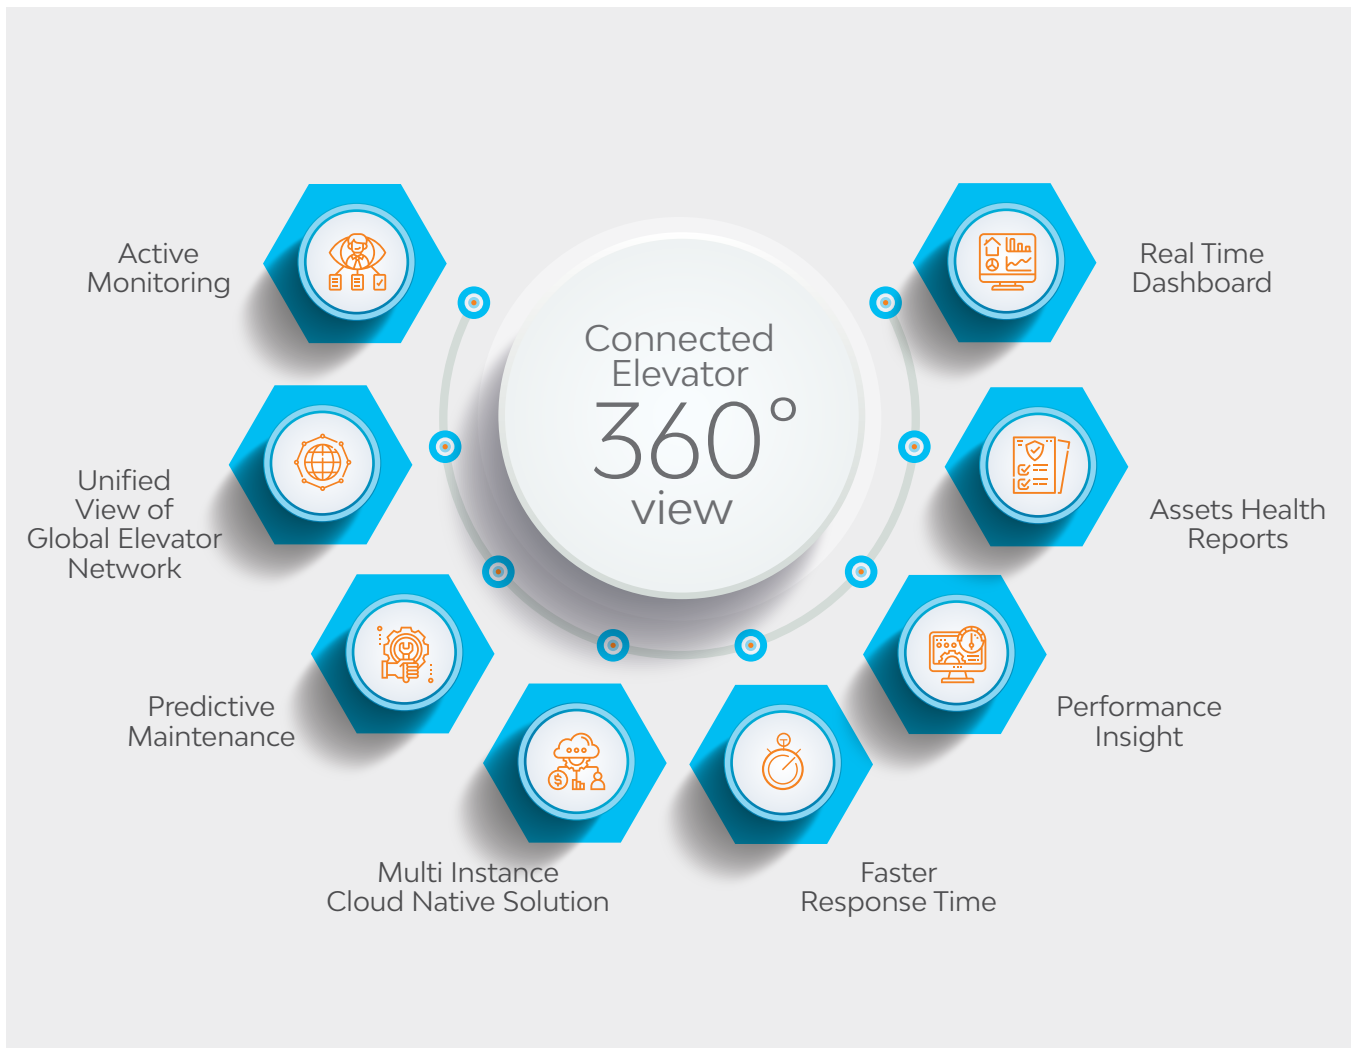 Connected
Elevator
360°
view
Active
Monitoring
Unified
View of
Global Elevator
Network
Predictive
Maintenance
Multi Instance
Cloud Native Solution
Faster
Response Time
Performance
Insight
Assets Health
Reports
Real Time
Dashboard